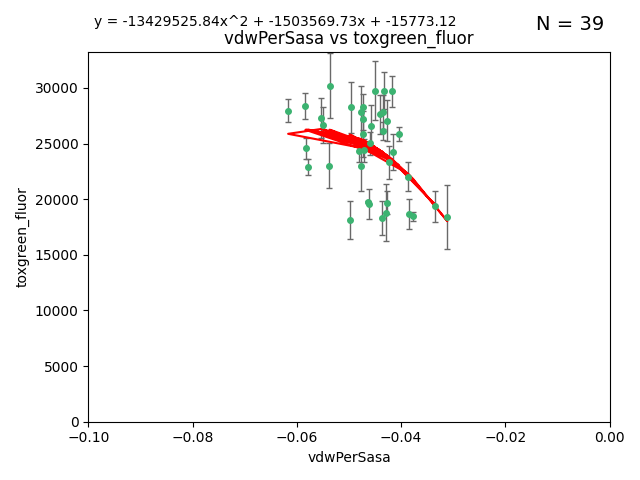 y = -13429525.84x^2 + -1503569.73x + -15773.12
N = 39
vdwPerSasa vs toxgreen_fluor
toxgreen_fluor
30000
25000
20000
15000
10000
5000
0
−0.10
−0.08
−0.06
−0.04
−0.02
0.00
vdwPerSasa